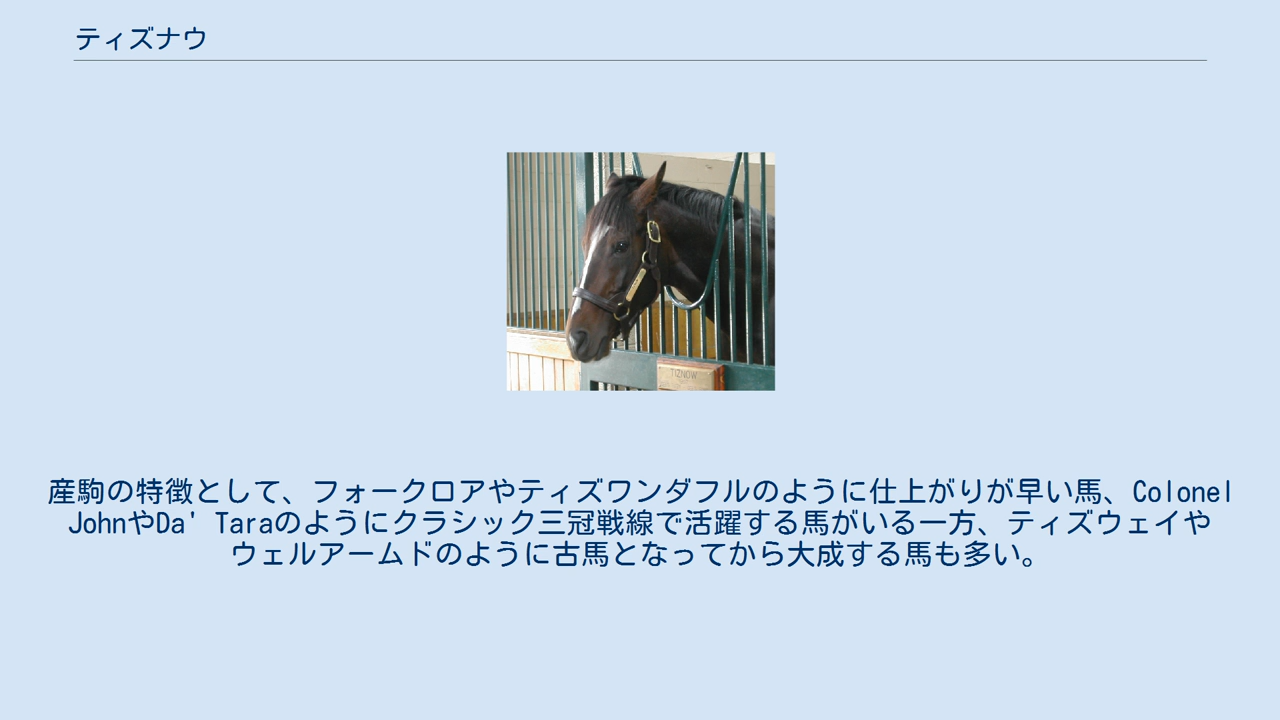 ティズナウ
TIZNOW
産駒の特徴として、フォークロアやティズワンダフルのように仕上がりが早い馬、Colonel
JohnやDa' Taraのようにクラシック三冠戦線で活躍する馬がいる一方、ティズウェイや
ウェルアームドのように古馬となってから大成する馬も多い。